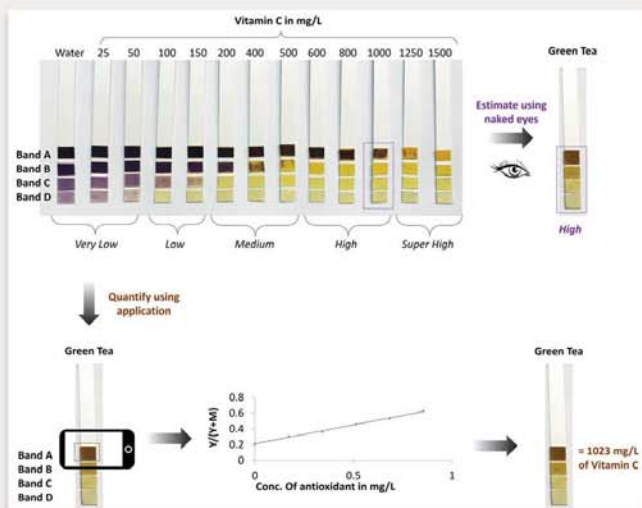 Vitamin C in mg/L
Water 25 50 100 150 200 400 500 600 800 1000 1250 1500
Green Tea
Estimate using
naked eyes
Band A
Band B
Band C
Band D
Very Low Low Medium High Super High
High
Quantify using
application
Green Tea
Green Tea
Band A
Band B
Band C
Band D
Y/(Y+M)
0.8
0.6
0.4
0.2
0
0 0.5 1
Conc. Of antioxidant in mg/L
= 1023 mg/L
of Vitamin C